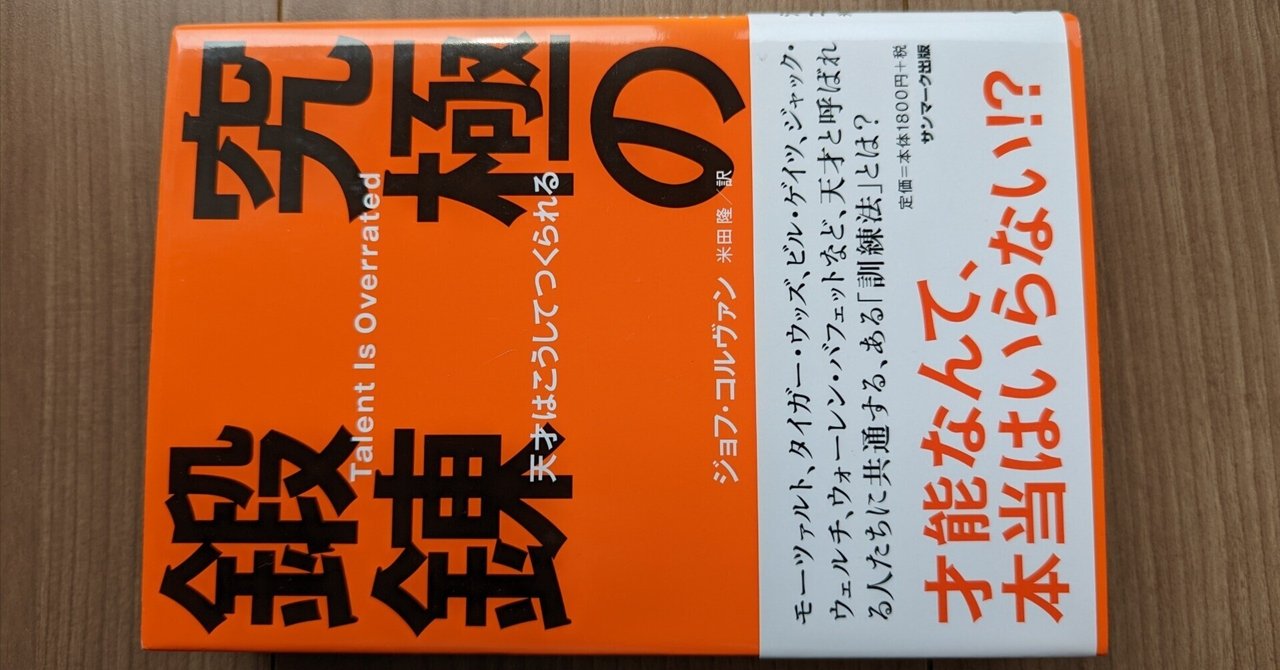 究極の
鍛錬
Talent Is Overrated
天才はこうしてつくられる
ジョフ・コルヴァン 米田 隆／訳
モーツァルト、タイガー・ウッズ、ビル・ゲイツ、ジャック・
ウェルチ、ウォーレン・バフェットなど、天才と呼ばれ
る人たちに共通する、ある「訓練法」とは?
定価＝本体1800円＋税
サンマーク出版
才能なんて、
本当はいらない!?